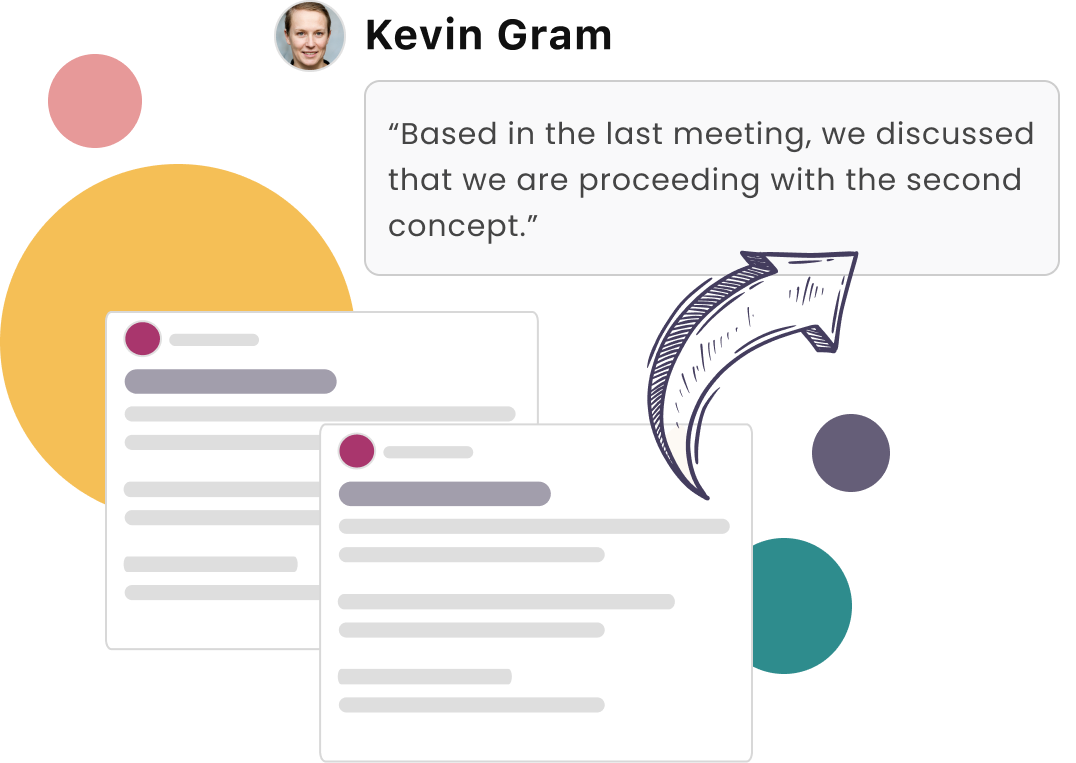 Kevin Gram
“Based in the last meeting, we discussed
that we are proceeding with the second
concept.”